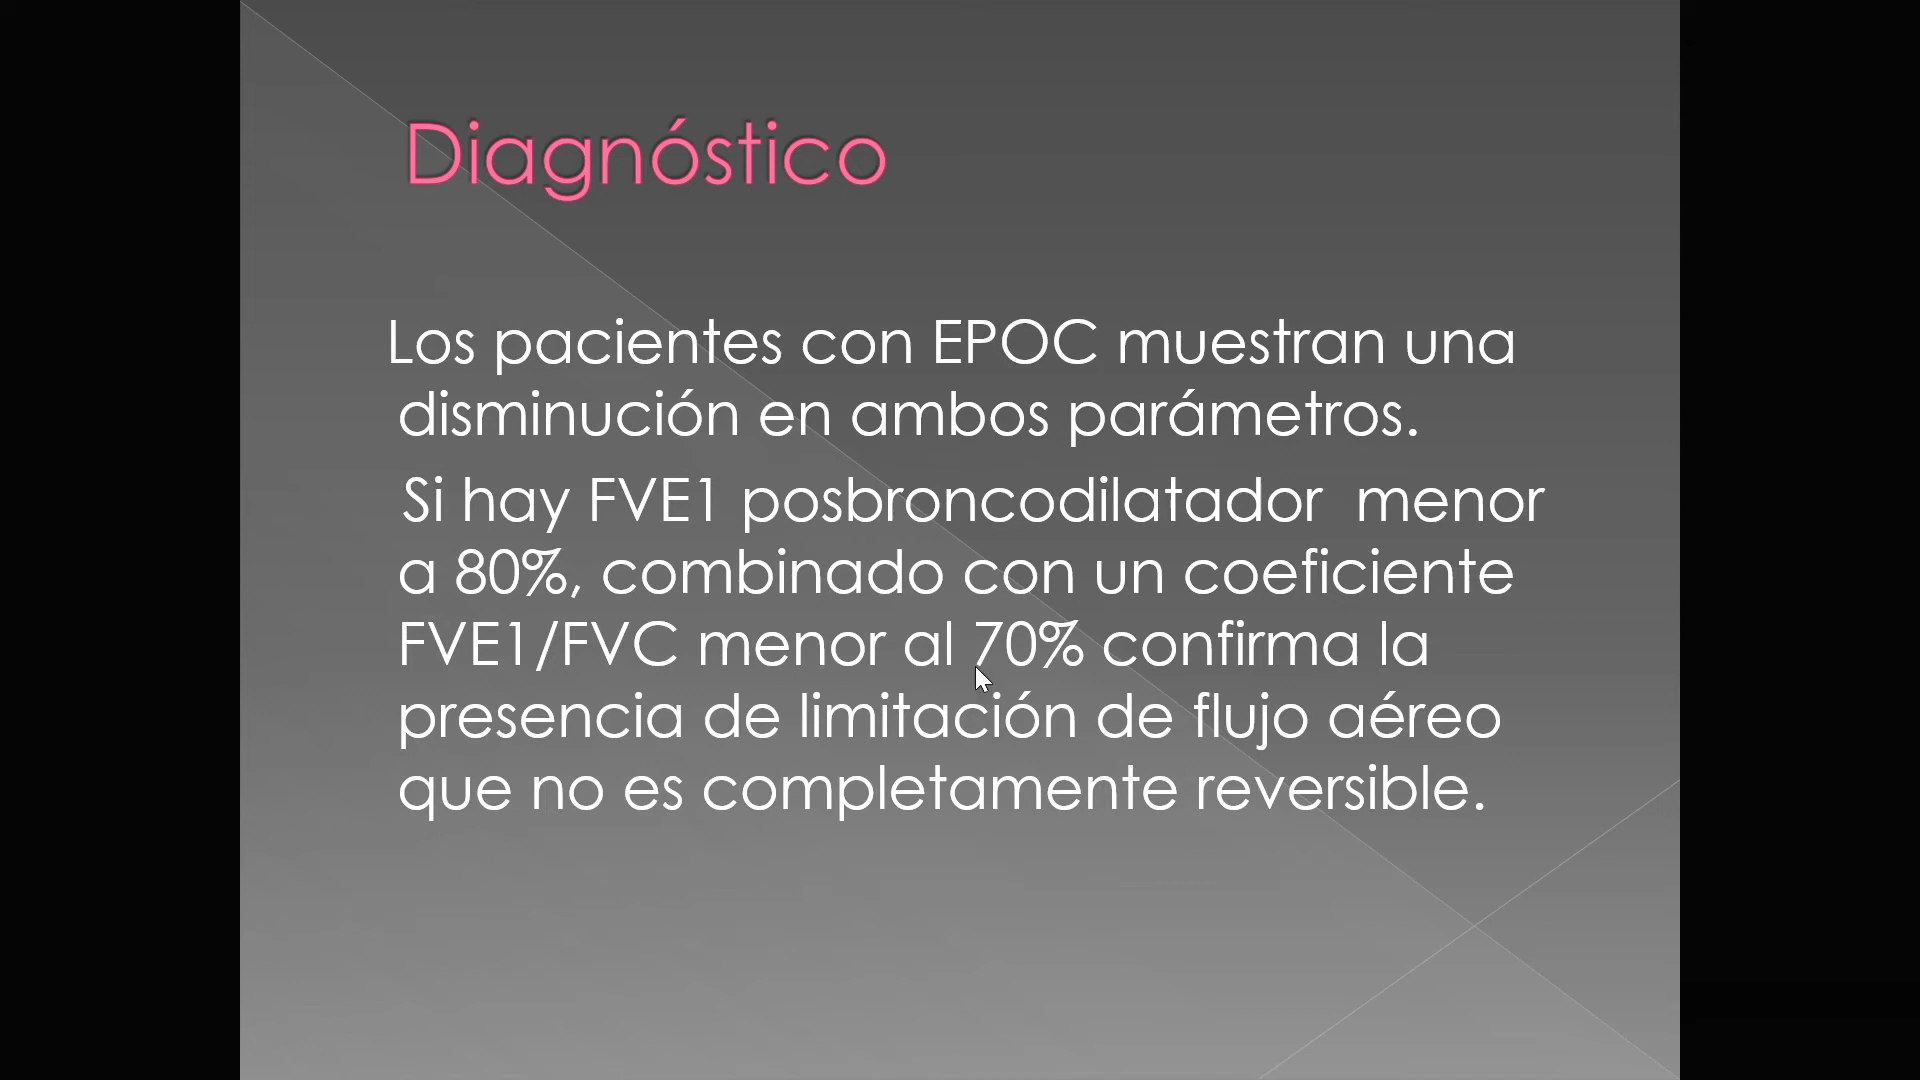 Diagnóstico
Los pacientes con EPOC muestran una
disminución en ambos parámetros.
Si hay FVE1 posbroncodilatador menor
a 80%, combinado con un coeficiente
FVE1/FVC menor al 70% confirma la
presencia de limitación de flujo aéreo
que no es completamente reversible.